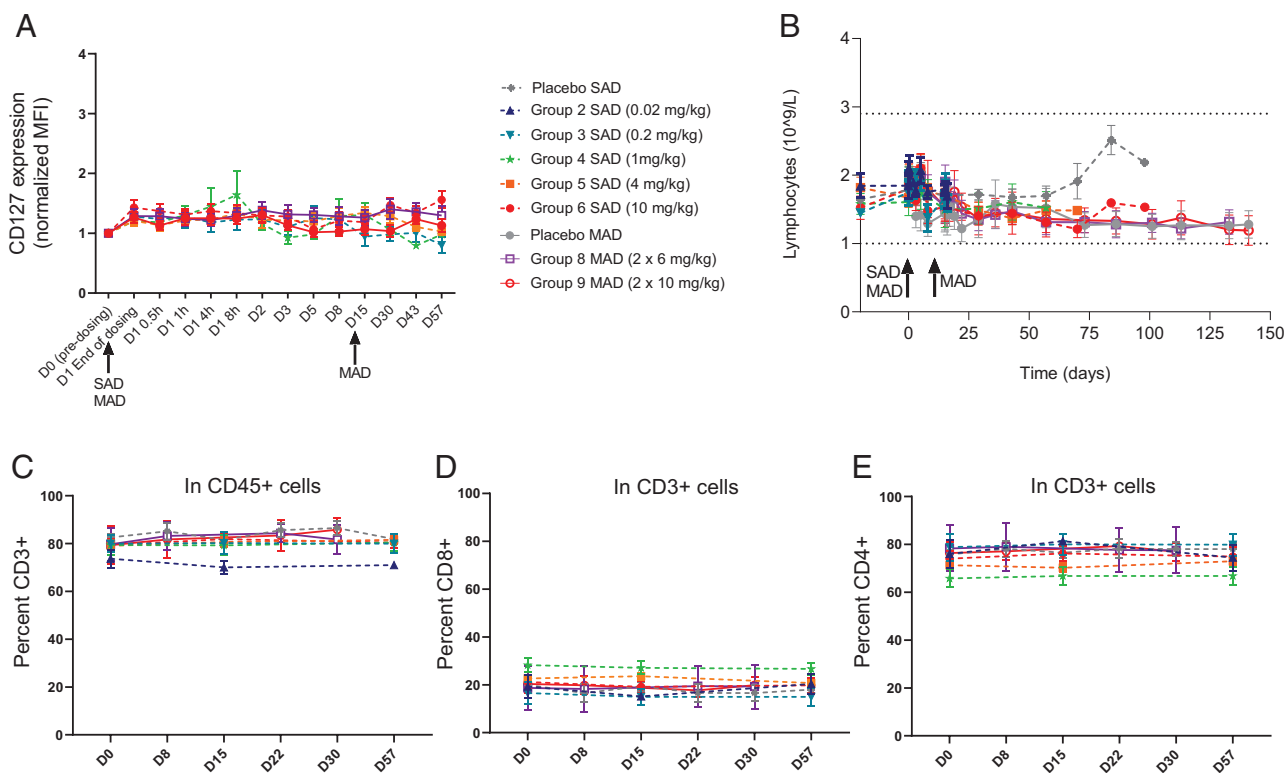 A
CD127 expression
(normalized MFI)
4
3
2
1
0
D0 (pre-dosing)
D1 End of dosing
D1 0.5h
D1 1h
D1 4h
D1 8h
D2
D3
D5
D8
D15
D30
D43
D57
SAD
MAD
MAD
Placebo SAD
Group 2 SAD (0.02 mg/kg)
Group 3 SAD (0.2 mg/kg)
Group 4 SAD (1mg/kg)
Group 5 SAD (4 mg/kg)
Group 6 SAD (10 mg/kg)
Placebo MAD
Group 8 MAD (2 x 6 mg/kg)
Group 9 MAD (2 x 10 mg/kg)
B
Lymphocytes (10^9/L)
4
3
2
1
0
SAD
MAD
MAD
0 25 50 75 100 125 150
Time (days)
C
In CD45+ cells
Percent CD3+
100
80
60
40
20
0
D0 D8 D15 D22 D30 D57
D
In CD3+ cells
Percent CD8+
100
80
60
40
20
0
D0 D8 D15 D22 D30 D57
E
In CD3+ cells
Percent CD4+
100
80
60
40
20
0
D0 D8 D15 D22 D30 D57